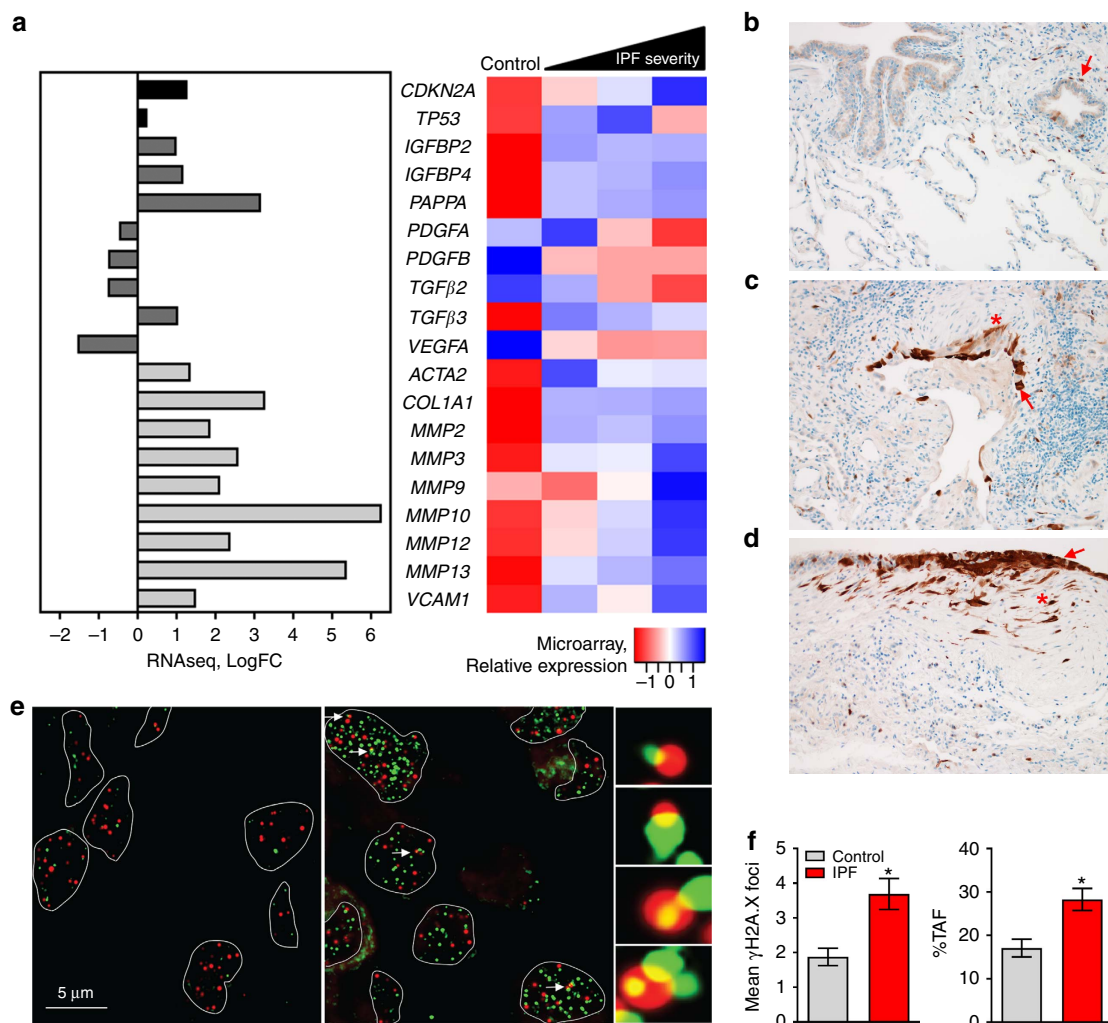 a
Control
IPF severity
CDKN2A
TP53
IGFBP2
IGFBP4
PAPPA
PDGFA
PDGFB
TGFβ2
TGFβ3
VEGFA
ACTA2
COL1A1
MMP2
MMP3
MMP9
MMP10
MMP12
MMP13
VCAM1
−2 −1 0 1 2 3 4 5 6
RNAseq, LogFC
Microarray,
Relative expression
−1 0 1
b
c
*
d
*
e
5 μm
f
Control
IPF
5
4
3
2
1
0
Mean γH2A.X foci
*
40
30
20
10
0
%TAF
*